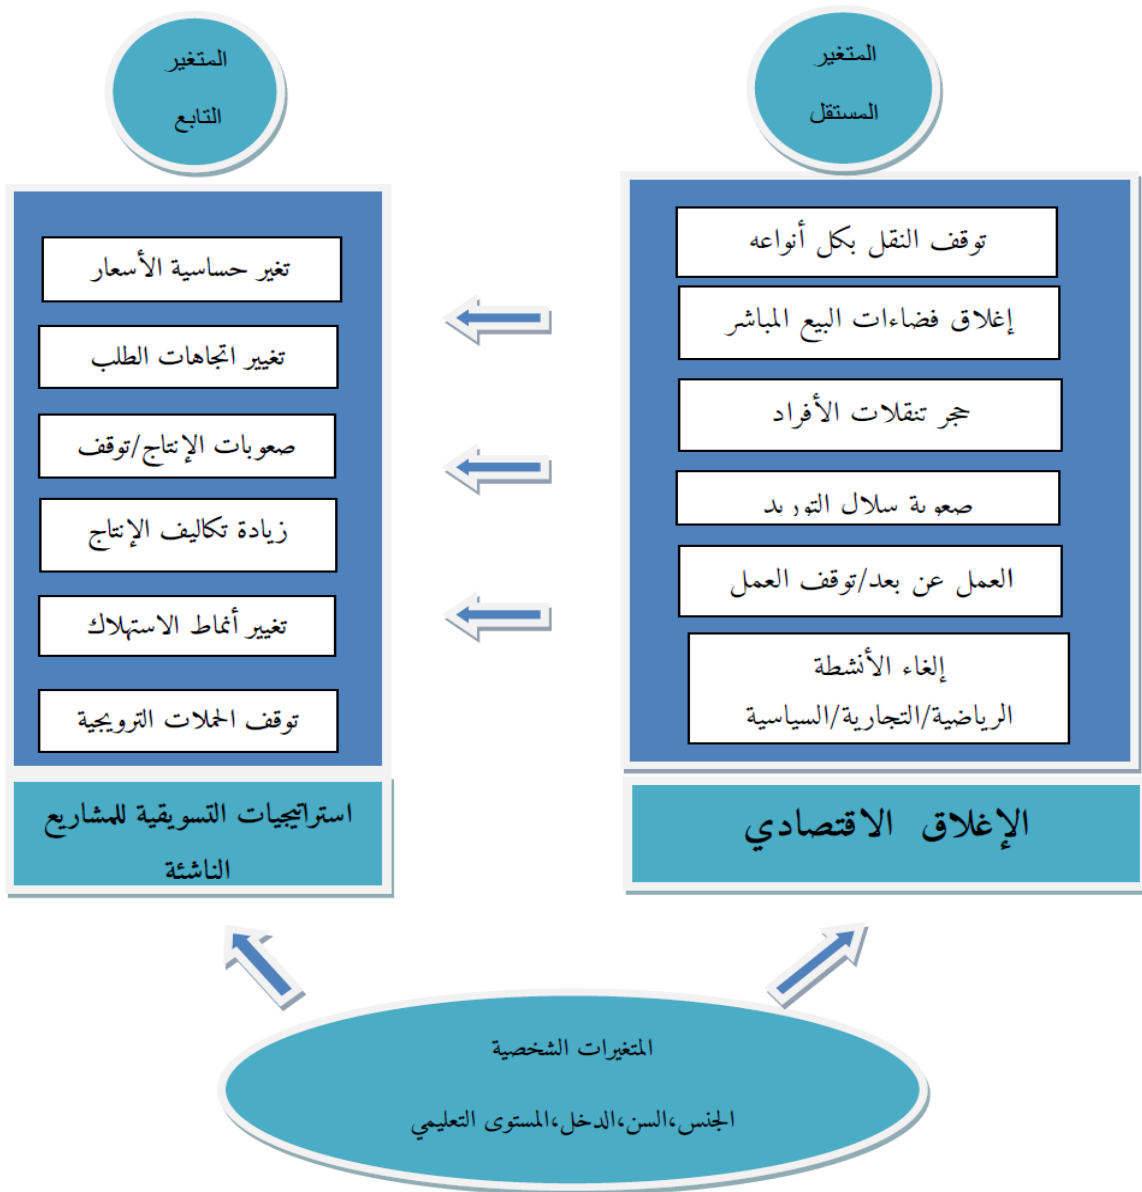 المتغير
المستقل
توقف النقل بكل أنواعه
إغلاق فضاءات البيع المباشر
حجر تنقلات الأفراد
صعوبة سلال التوريد
العمل عن بعد/توقف العمل
إلغاء الأنشطة
الرياضية/التجارية/السياسية
الإغلاق الاقتصادي
المتغير
التابع
تغير حساسية الأسعار
تغيير اتجاهات الطلب
صعوبات الإنتاج/توقف
زيادة تكاليف الإنتاج
تغيير أنماط الاستهلاك
توقف الحملات الترويجية
استراتيجيات التسويقية للمشاريع
الناشئة
المتغيرات الشخصية
الجنس،السن،الدخل،المستوى التعليمي